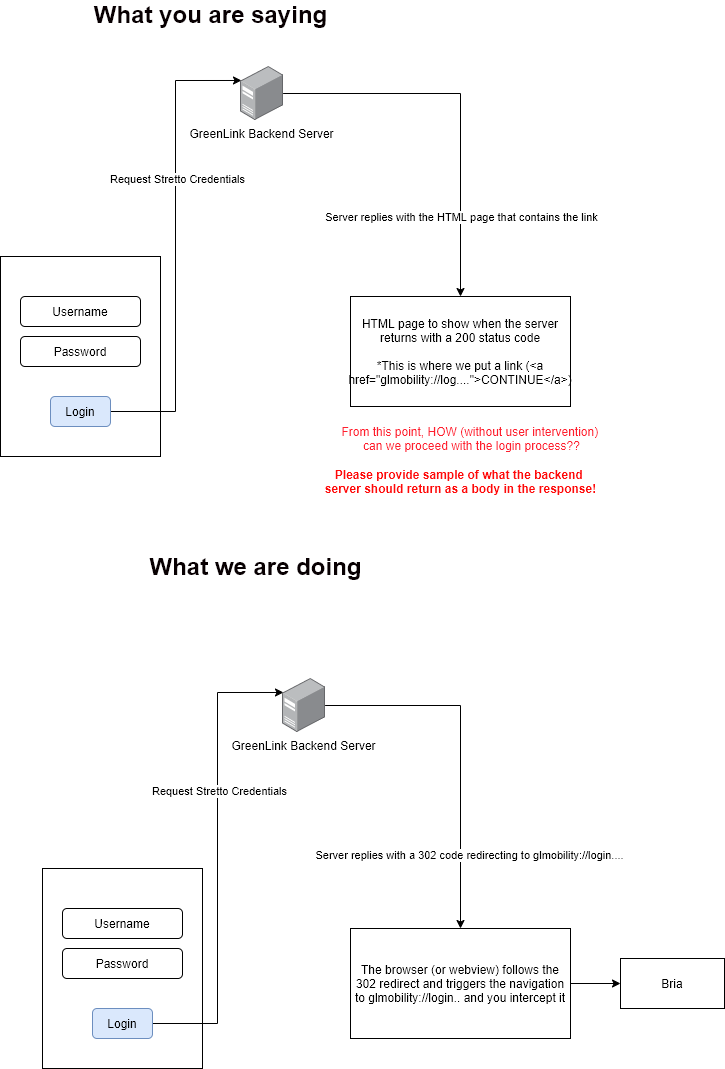 What you are saying
GreenLink Backend Server
Request Stretto Credentials
Server replies with the HTML page that contains the link
Username
Password
Login
HTML page to show when the server
returns with a 200 status code
*This is where we put a link (<a
href="glmobility://log....">CONTINUE</a>)
From this point, HOW (without user intervention)
can we proceed with the login process??
Please provide sample of what the backend
server should return as a body in the response!
What we are doing
GreenLink Backend Server
Request Stretto Credentials
Server replies with a 302 code redirecting to glmobility://login....
Username
Password
Login
The browser (or webview) follows the
302 redirect and triggers the navigation
to glmobility://login.. and you intercept it
Bria